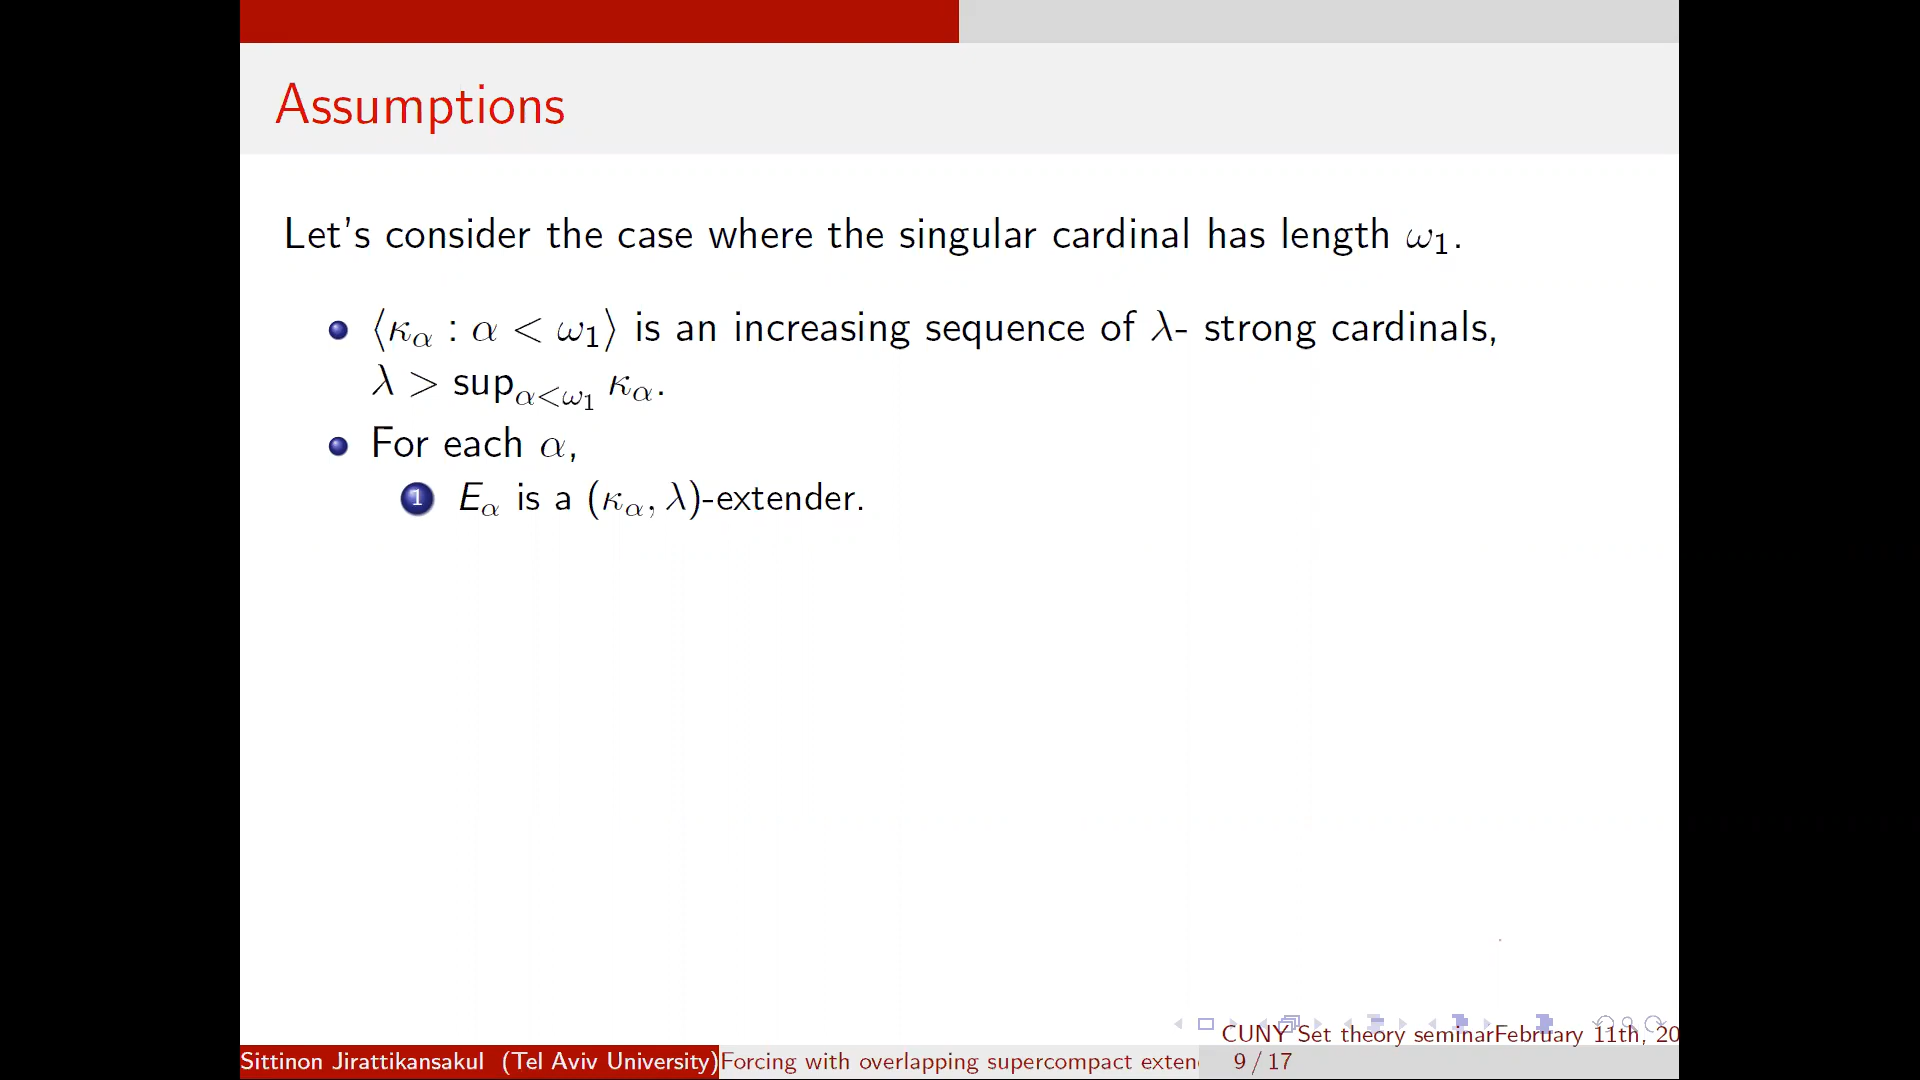 Assumptions
Let's consider the case where the singular cardinal has length ω₁.
⟨κ_α : α < ω₁⟩ is an increasing sequence of λ- strong cardinals,
λ > sup_{α<ω₁} κ_α.
For each α,
1 E_α is a (κ_α, λ)-extender.
CUNY Set theory seminarFebruary 11th, 20
Sittinon Jirattikansakul (Tel Aviv University) Forcing with overlapping supercompact exten 9 / 17